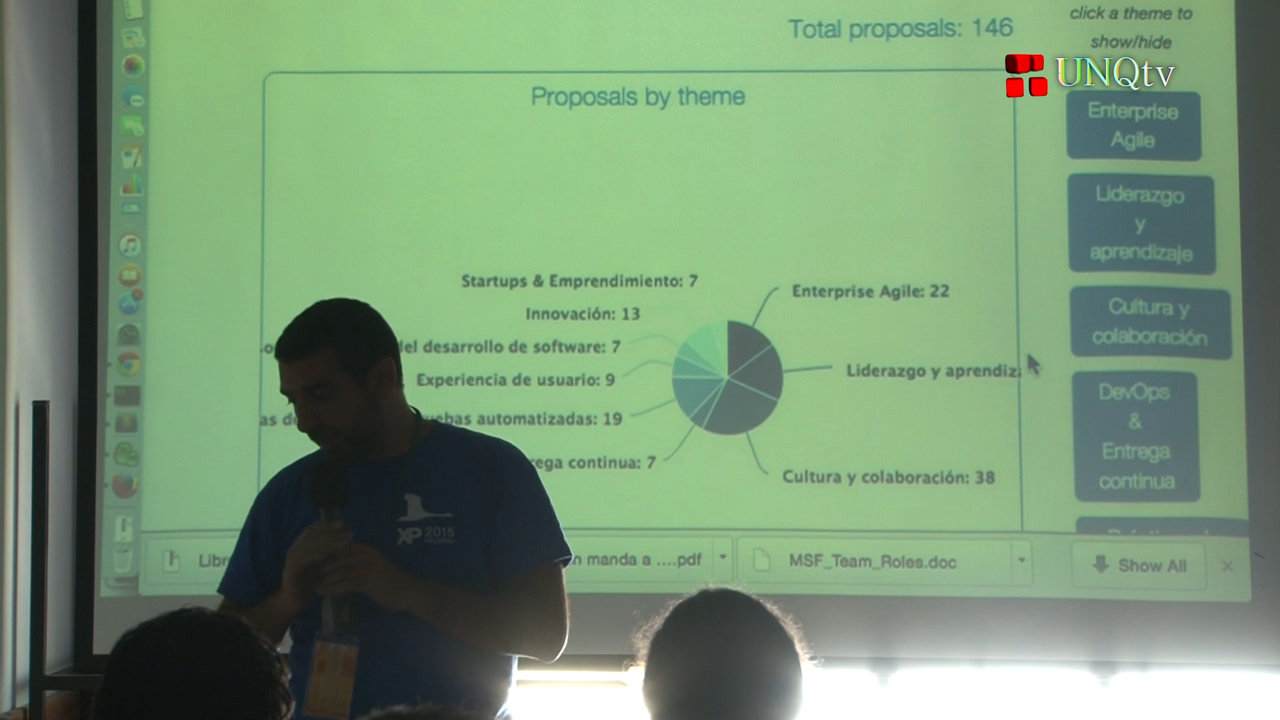 Total proposals: 146
click a theme to
show/hide
UNQtv
Proposals by theme
Enterprise
Agile
Liderazgo
y
aprendizaje
Cultura y
colaboración
DevOps
&
Entrega
continua
Startups & Emprendimiento: 7
Innovación: 13
del desarrollo de software: 7
Experiencia de usuario: 9
automatizadas: 19
continua: 7
Enterprise Agile: 22
Liderazgo y aprendiz
Cultura y colaboración: 38
XP 2015
manda a ....pdf
MSF_Team_Roles.doc
Show All